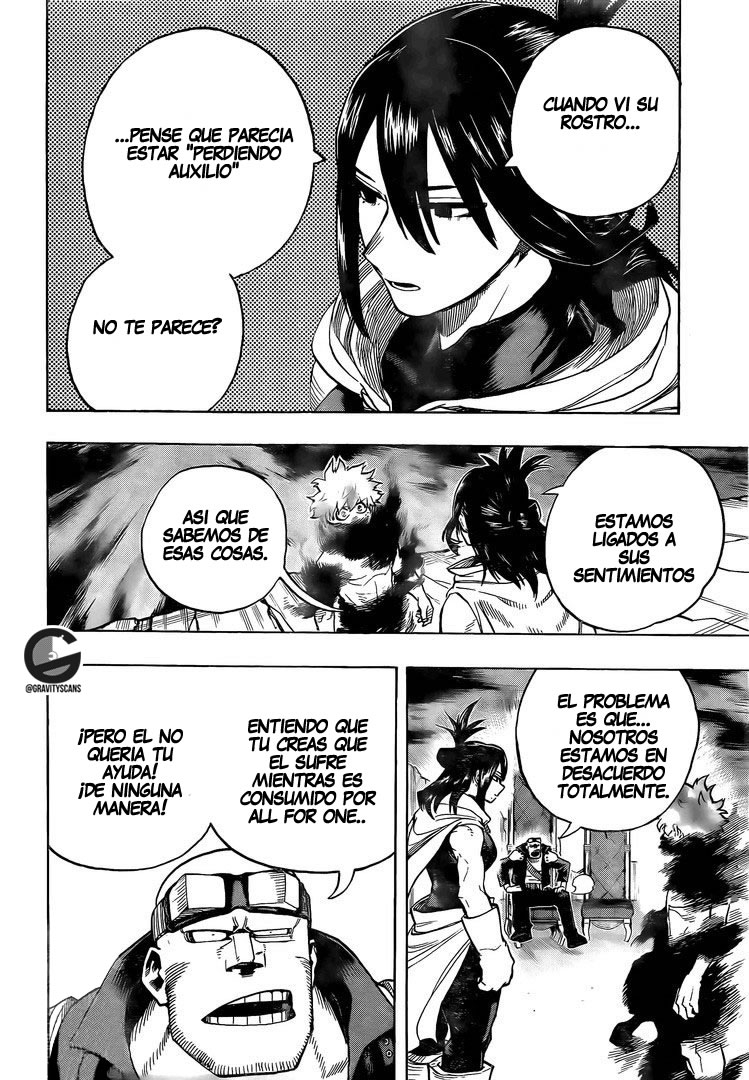 CUANDO VI SU
ROSTRO...
...PENSE QUE PARECIA
ESTAR "PERDIENDO
AUXILIO"
NO TE PARECE?
ESTAMOS
LIGADOS A
SUS
SENTIMIENTOS
ASI QUE
SABEMOS DE
ESAS COSAS.
EL PROBLEMA
ES QUE...
NOSOTROS
ESTAMOS EN
DESACUERDO
TOTALMENTE.
ENTIENDO QUE
TU CREAS QUE
EL SUFRE
MIENTRAS ES
CONSUMIDO POR
ALL FOR ONE..
¡PERO EL NO
QUERIA TU
AYUDA!
¡DE NINGUNA
MANERA!
@GRAVITYSCANS